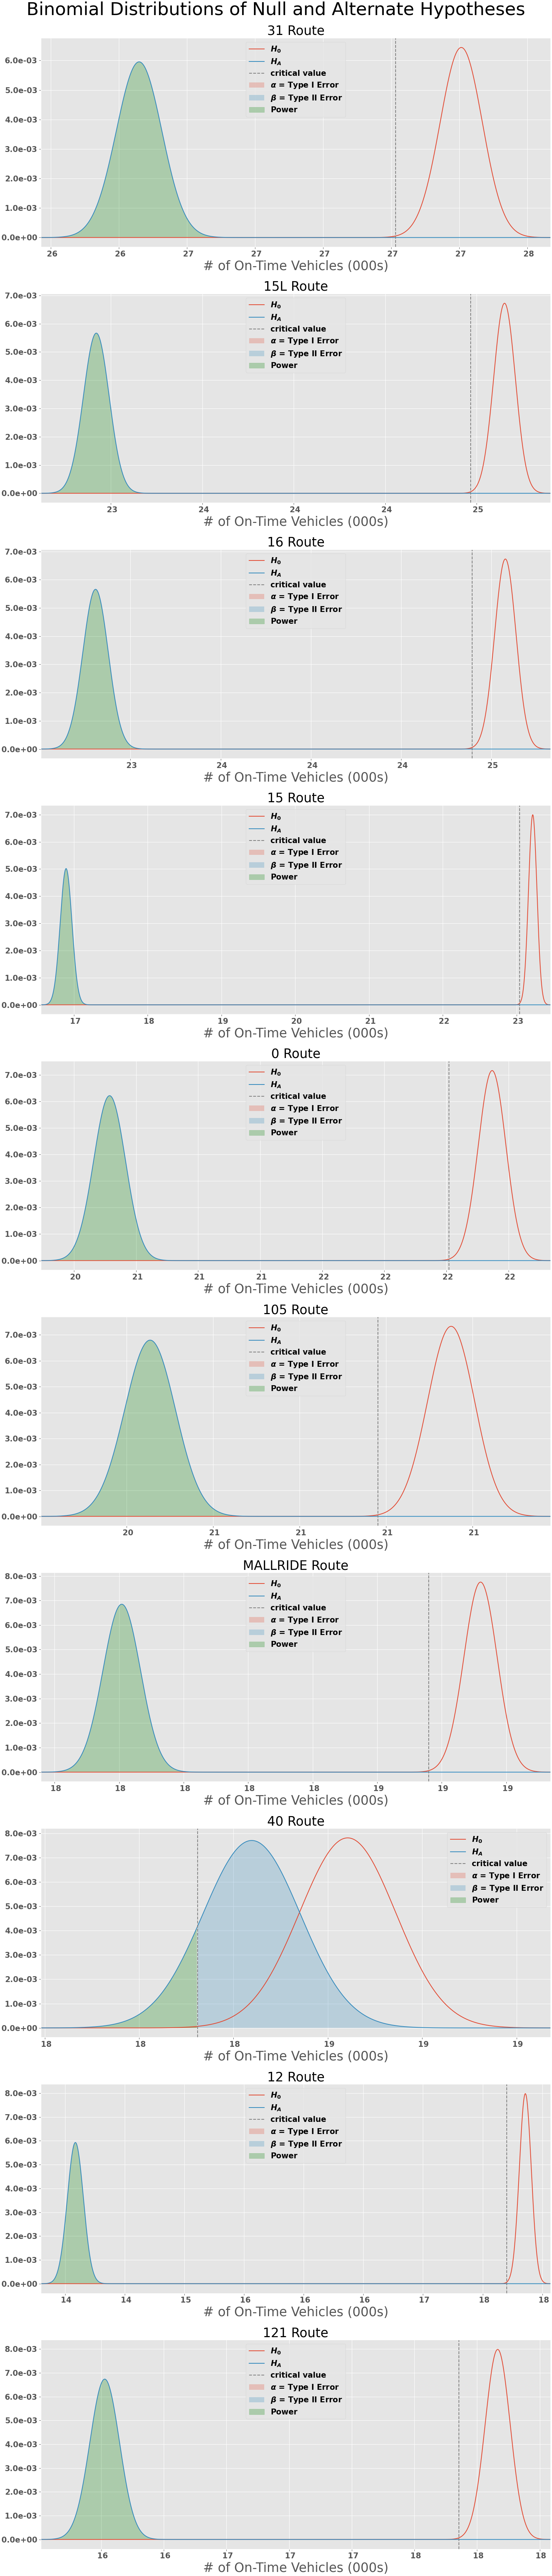 Binomial Distributions of Null and Alternate Hypotheses
31 Route
H₀
H_A
critical value
α = Type I Error
β = Type II Error
Power
6.0e-03
5.0e-03
4.0e-03
3.0e-03
2.0e-03
1.0e-03
0.0e+00
26 26 27 27 27 27 27 28
# of On-Time Vehicles (000s)
15L Route
H₀
H_A
critical value
α = Type I Error
β = Type II Error
Power
7.0e-03
6.0e-03
5.0e-03
4.0e-03
3.0e-03
2.0e-03
1.0e-03
0.0e+00
23 24 24 24 25
# of On-Time Vehicles (000s)
16 Route
H₀
H_A
critical value
α = Type I Error
β = Type II Error
Power
7.0e-03
6.0e-03
5.0e-03
4.0e-03
3.0e-03
2.0e-03
1.0e-03
0.0e+00
23 24 24 24 25
# of On-Time Vehicles (000s)
15 Route
H₀
H_A
critical value
α = Type I Error
β = Type II Error
Power
7.0e-03
6.0e-03
5.0e-03
4.0e-03
3.0e-03
2.0e-03
1.0e-03
0.0e+00
17 18 19 20 21 22 23
# of On-Time Vehicles (000s)
0 Route
H₀
H_A
critical value
α = Type I Error
β = Type II Error
Power
7.0e-03
6.0e-03
5.0e-03
4.0e-03
3.0e-03
2.0e-03
1.0e-03
0.0e+00
20 21 21 21 22 22 22 22
# of On-Time Vehicles (000s)
105 Route
H₀
H_A
critical value
α = Type I Error
β = Type II Error
Power
7.0e-03
6.0e-03
5.0e-03
4.0e-03
3.0e-03
2.0e-03
1.0e-03
0.0e+00
20 21 21 21 21
# of On-Time Vehicles (000s)
MALLRIDE Route
H₀
H_A
critical value
α = Type I Error
β = Type II Error
Power
8.0e-03
7.0e-03
6.0e-03
5.0e-03
4.0e-03
3.0e-03
2.0e-03
1.0e-03
0.0e+00
18 18 18 18 18 19 19 19
# of On-Time Vehicles (000s)
40 Route
H₀
H_A
critical value
α = Type I Error
β = Type II Error
Power
8.0e-03
7.0e-03
6.0e-03
5.0e-03
4.0e-03
3.0e-03
2.0e-03
1.0e-03
0.0e+00
18 18 18 19 19 19
# of On-Time Vehicles (000s)
12 Route
H₀
H_A
critical value
α = Type I Error
β = Type II Error
Power
8.0e-03
7.0e-03
6.0e-03
5.0e-03
4.0e-03
3.0e-03
2.0e-03
1.0e-03
0.0e+00
14 14 15 16 16 16 17 18 18
# of On-Time Vehicles (000s)
121 Route
H₀
H_A
critical value
α = Type I Error
β = Type II Error
Power
8.0e-03
7.0e-03
6.0e-03
5.0e-03
4.0e-03
3.0e-03
2.0e-03
1.0e-03
0.0e+00
16 16 17 17 17 18 18 18
# of On-Time Vehicles (000s)